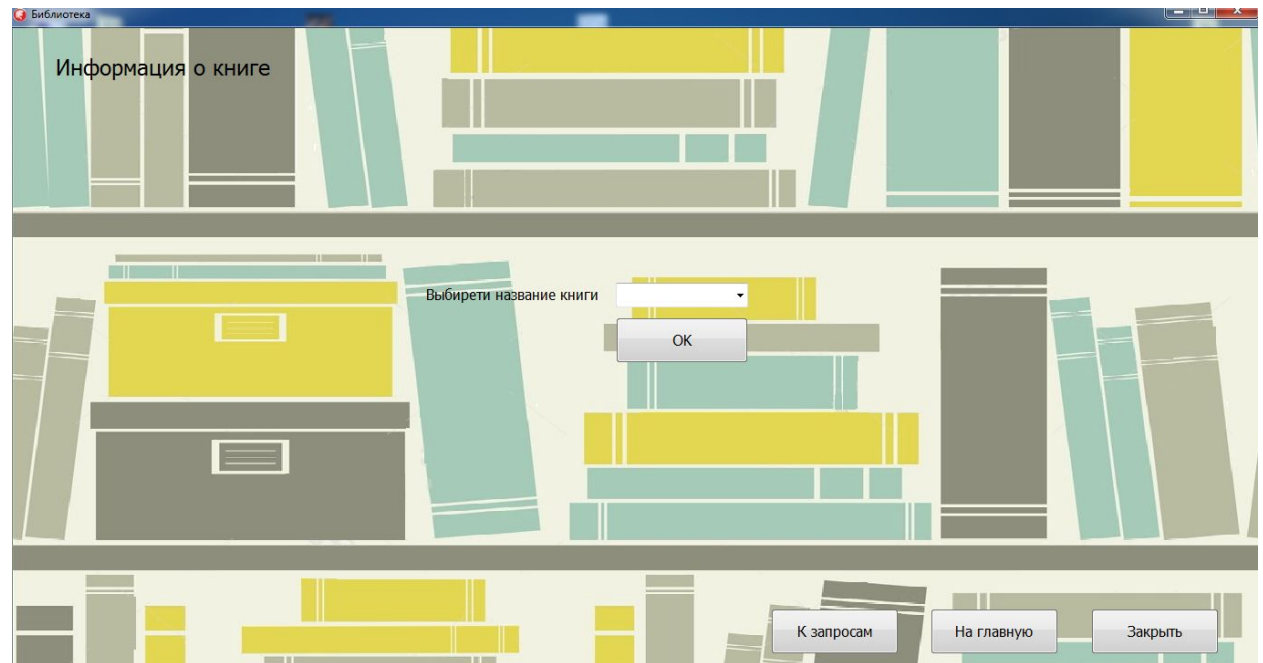 Библиотека
Информация о книге
Выбирети название книги
OK
К запросам
На главную
Закрыть